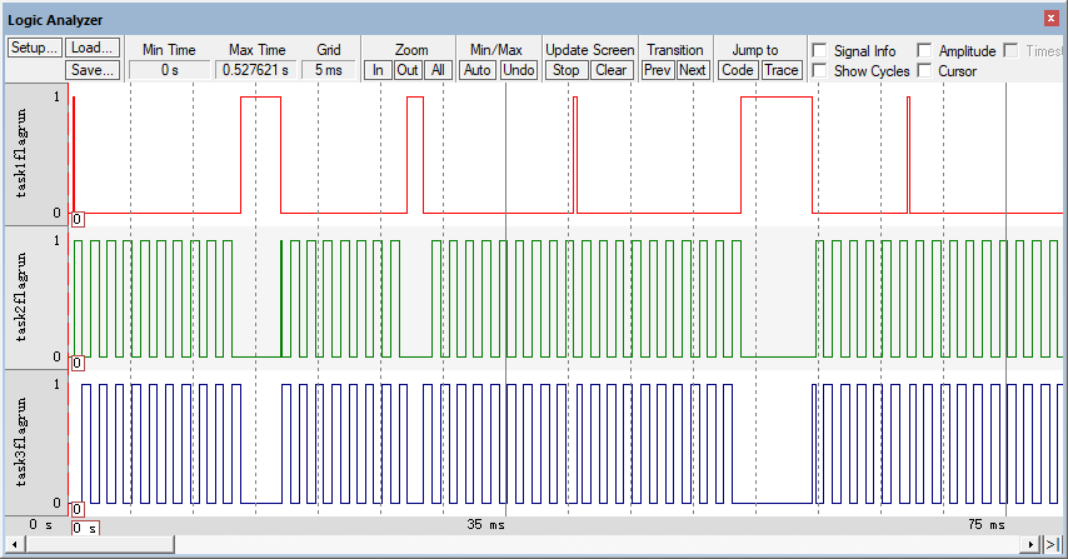 Logic Analyzer
Setup... Load... Min Time Max Time Grid Zoom Min/Max Update Screen Transition Jump to Signal Info Amplitude Times
Save... 0 s 0.527621 s 5 ms In Out All Auto Undo Stop Clear Prev Next Code Trace Show Cycles Cursor
1
task1flagrun
0
0
1
task2flagrun
0
0
1
task3flagrun
0
0
0 s 0 s 35 ms 75 ms